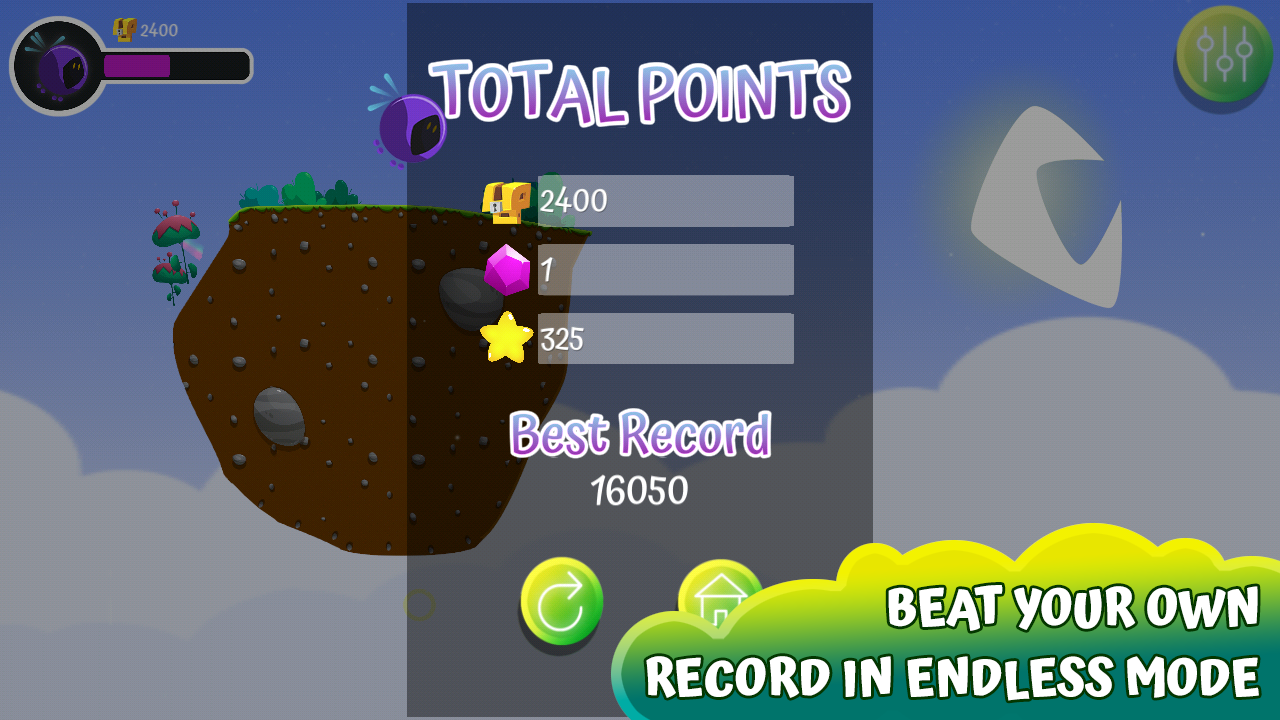 2400
TOTAL POINTS
2400
1
325
Best Record
16050
BEAT YOUR OWN
RECORD IN ENDLESS MODE